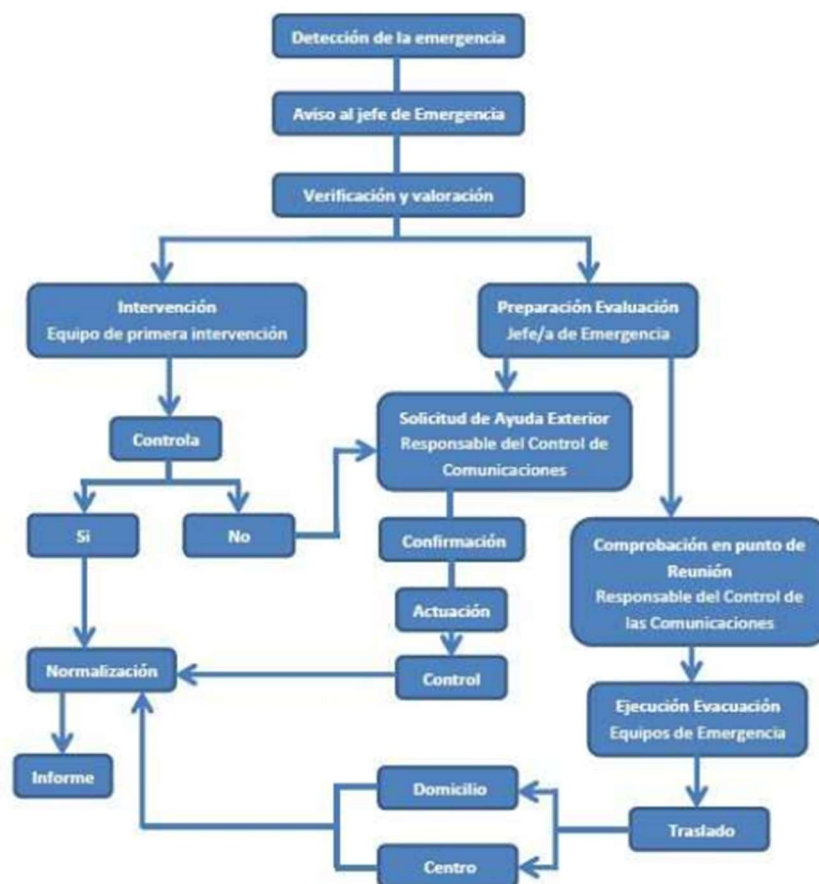 Detección de la emergencia
Aviso al jefe de Emergencia
Verificación y valoración
Intervención
Equipo de primera intervención
Preparación Evaluación
Jefe/a de Emergencia
Solicitud de Ayuda Exterior
Responsable del Control de
Comunicaciones
Controla
Si
No
Confirmación
Comprobación en punto de
Reunión
Responsable del Control de
las Comunicaciones
Actuación
Normalización
Control
Ejecución Evacuación
Equipos de Emergencia
Informe
Domicilio
Traslado
Centro